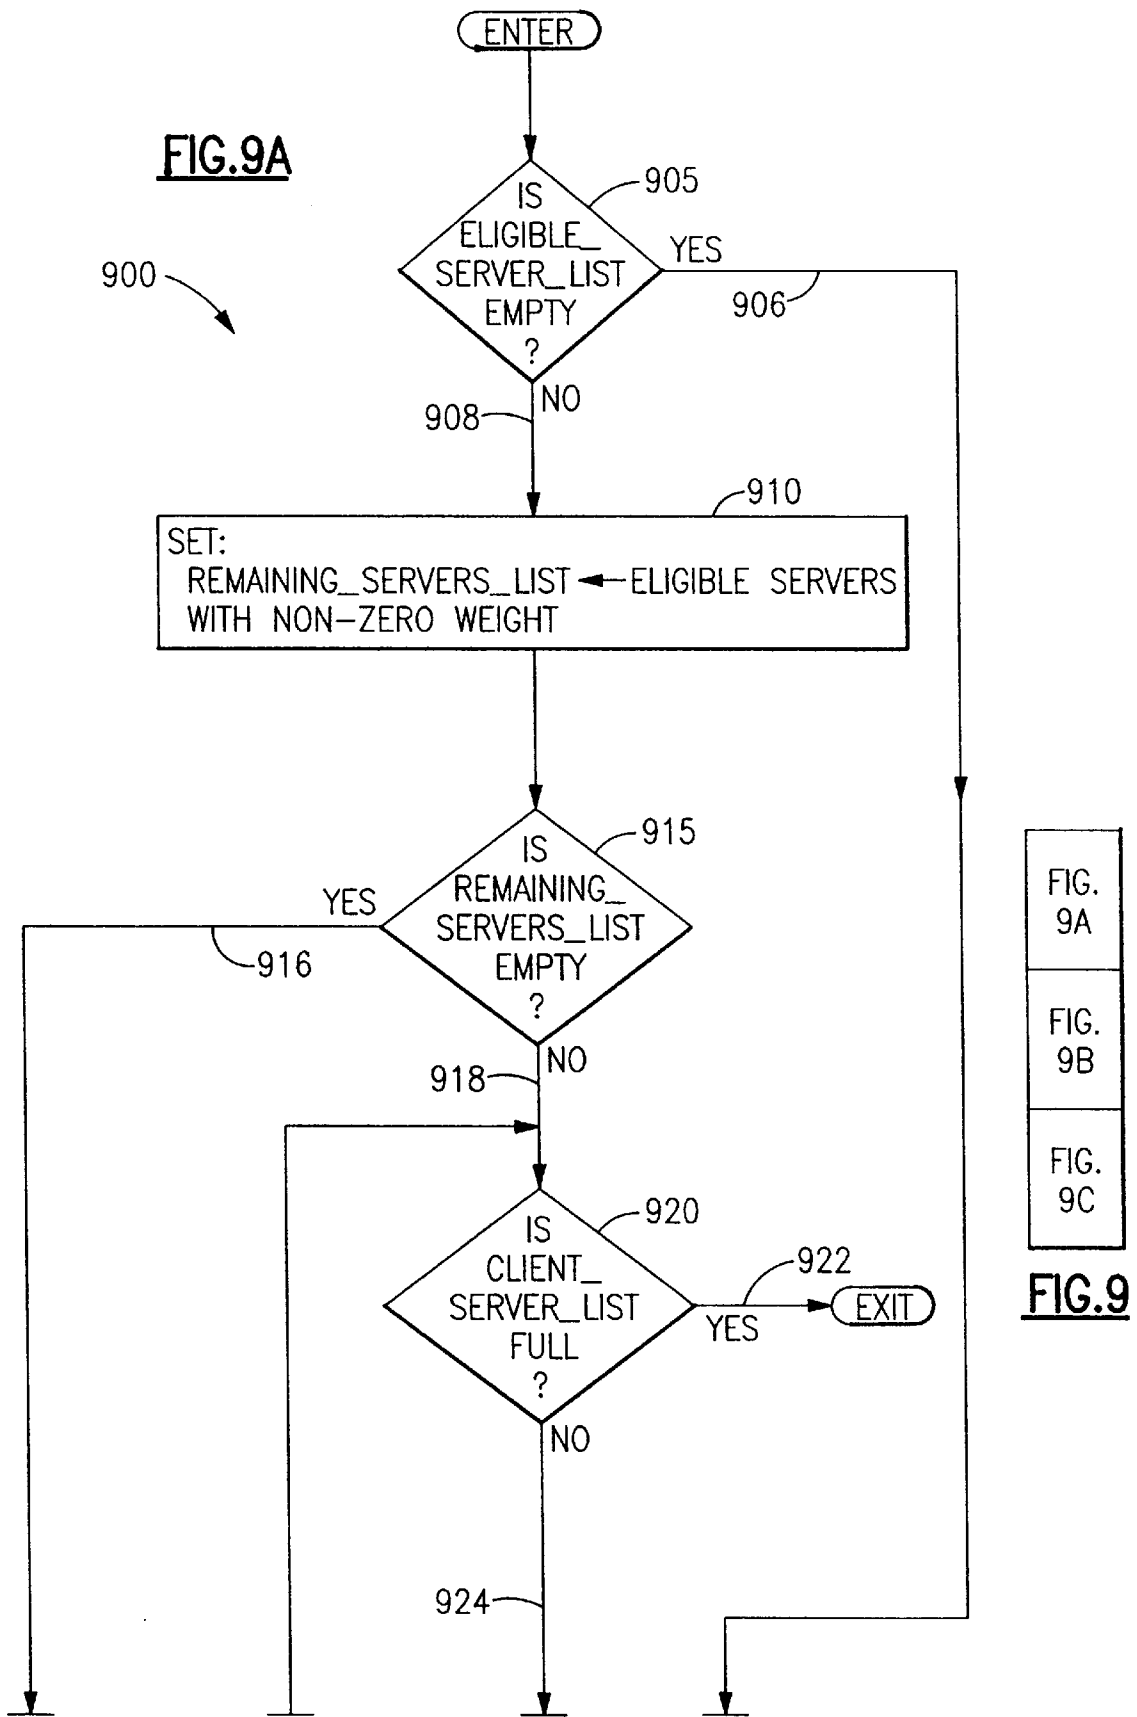 ENTER
FIG.9A
905
IS
ELIGIBLE_
SERVER_LIST
EMPTY
?
YES
906
900
NO
908
910
SET:
REMAINING_SERVERS_LIST ← ELIGIBLE SERVERS
WITH NON-ZERO WEIGHT
915
IS
REMAINING_
SERVERS_LIST
EMPTY
?
YES
916
NO
918
920
IS
CLIENT_
SERVER_LIST
FULL
?
922
YES
EXIT
NO
924
FIG.
9A
FIG.
9B
FIG.
9C
FIG.9